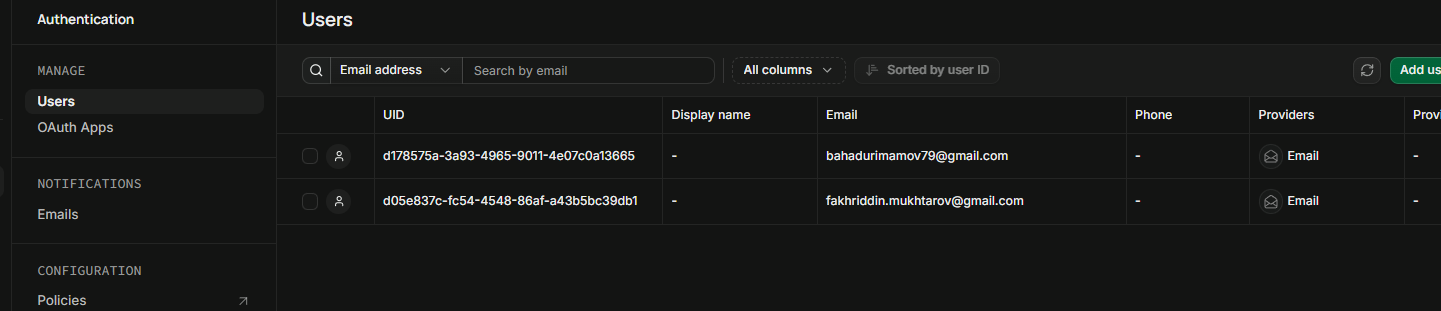 Authentication
Users
MANAGE
Users
OAuth Apps
NOTIFICATIONS
Emails
CONFIGURATION
Policies
Email address
Search by email
All columns
Sorted by user ID
Add us
UID Display name Email Phone Providers Provi
d178575a-3a93-4965-9011-4e07c0a13665 - bahadurimamov79@gmail.com - Email -
d05e837c-fc54-4548-86af-a43b5bc39db1 - fakhriddin.mukhtarov@gmail.com - Email -